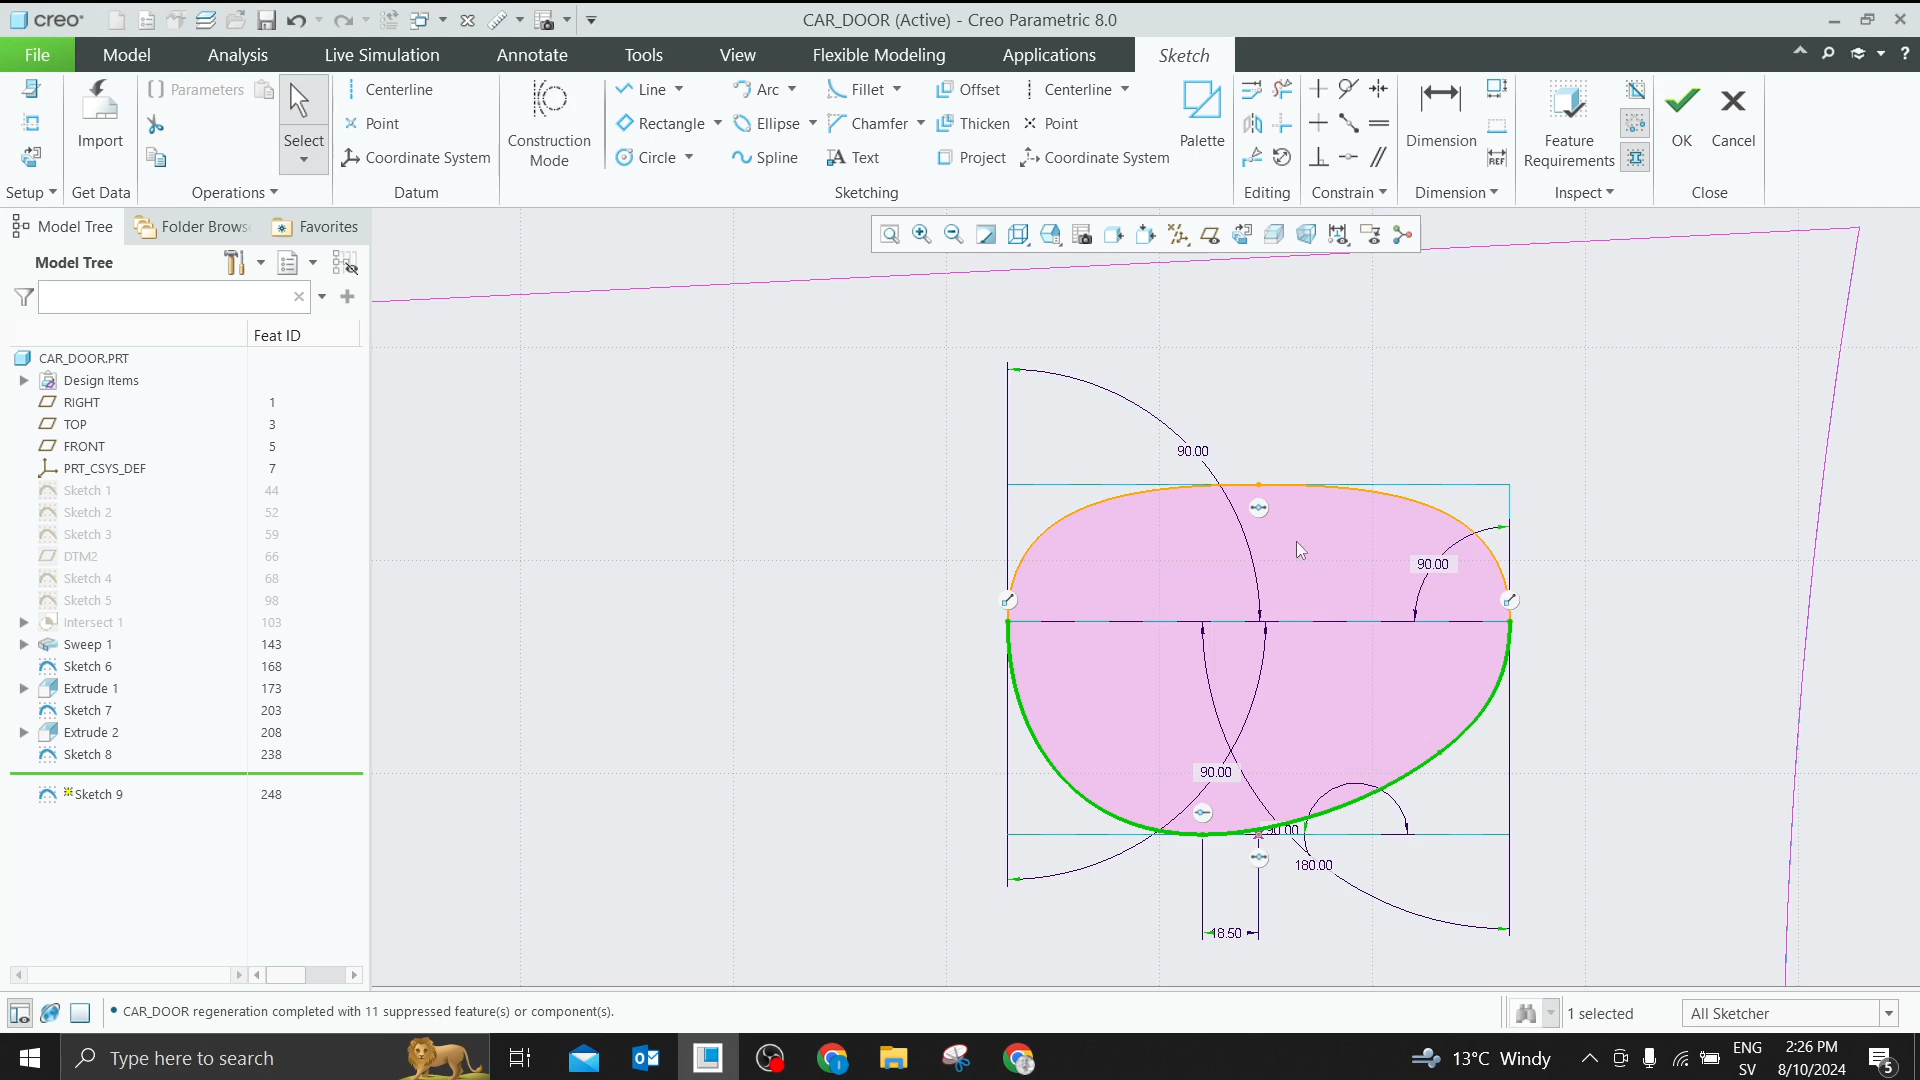 creo
CAR_DOOR (Active) - Creo Parametric 8.0
File Model Analysis Live Simulation Annotate Tools View Flexible Modeling Applications Sketch
Import
Parameters
Select
Centerline
Point
Coordinate System
Construction
Mode
Line
Arc
Fillet
Offset
Centerline
Rectangle
Ellipse
Chamfer
Thicken
Point
Circle
Spline
Text
Project
Coordinate System
Palette
Dimension
Feature
Requirements
OK
Cancel
Setup
Get Data
Operations
Datum
Sketching
Editing
Constrain
Dimension
REF
Inspect
Close
Model Tree
Folder Brows
Favorites
Model Tree
Feat ID
CAR_DOOR.PRT
Design Items
RIGHT 1
TOP 3
FRONT 5
PRT_CSYS_DEF 7
Sketch 1 44
Sketch 2 52
Sketch 3 59
DTM2 66
Sketch 4 68
Sketch 5 98
Intersect 1 103
Sweep 1 143
Sketch 6 168
Extrude 1 173
Sketch 7 203
Extrude 2 208
Sketch 8 238
Sketch 9 248
90.00
90.00
90.00
90.00
180.00
18.50
CAR_DOOR regeneration completed with 11 suppressed feature(s) or component(s).
1 selected
All Sketcher
Type here to search
13°C Windy
ENG
SV
2:26 PM
8/10/2024
5